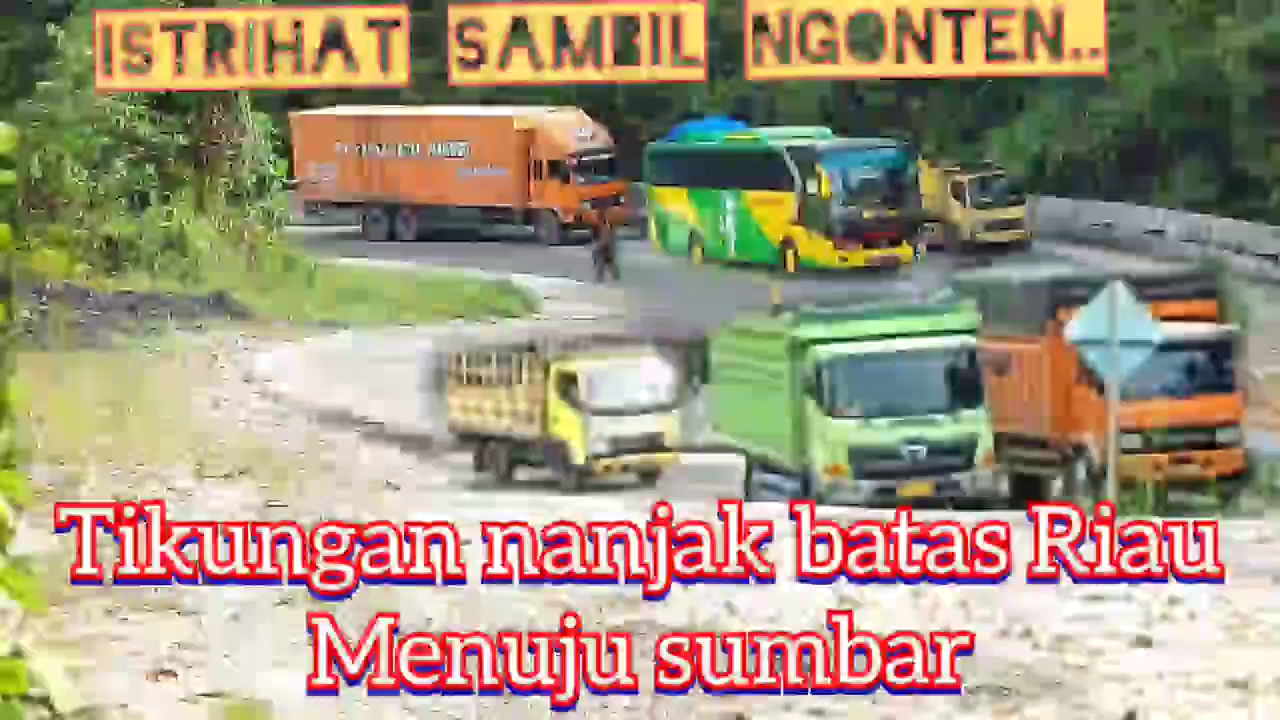 ISTRIHAT SAMBIL NGONTEN..
Tikungan nanjak batas Riau
Menuju sumbar